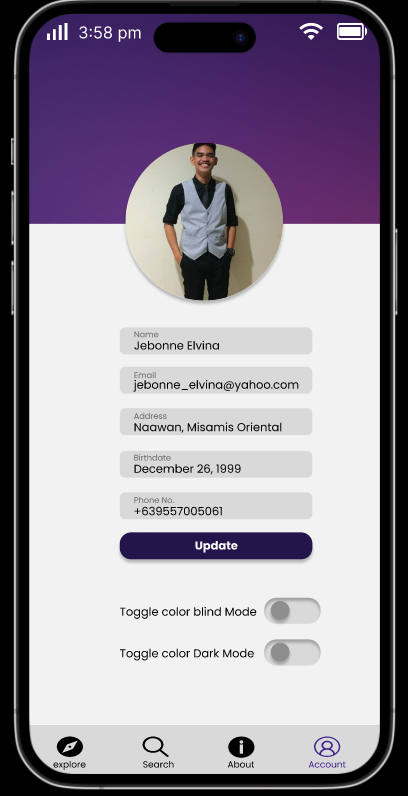 3:58 pm
Name
Jebonne Elvina
Email
jebonne_elvina@yahoo.com
Address
Naawan, Misamis Oriental
Birthdate
December 26, 1999
Phone No.
+639557005061
Update
Toggle color blind Mode
Toggle color Dark Mode
explore Search About Account